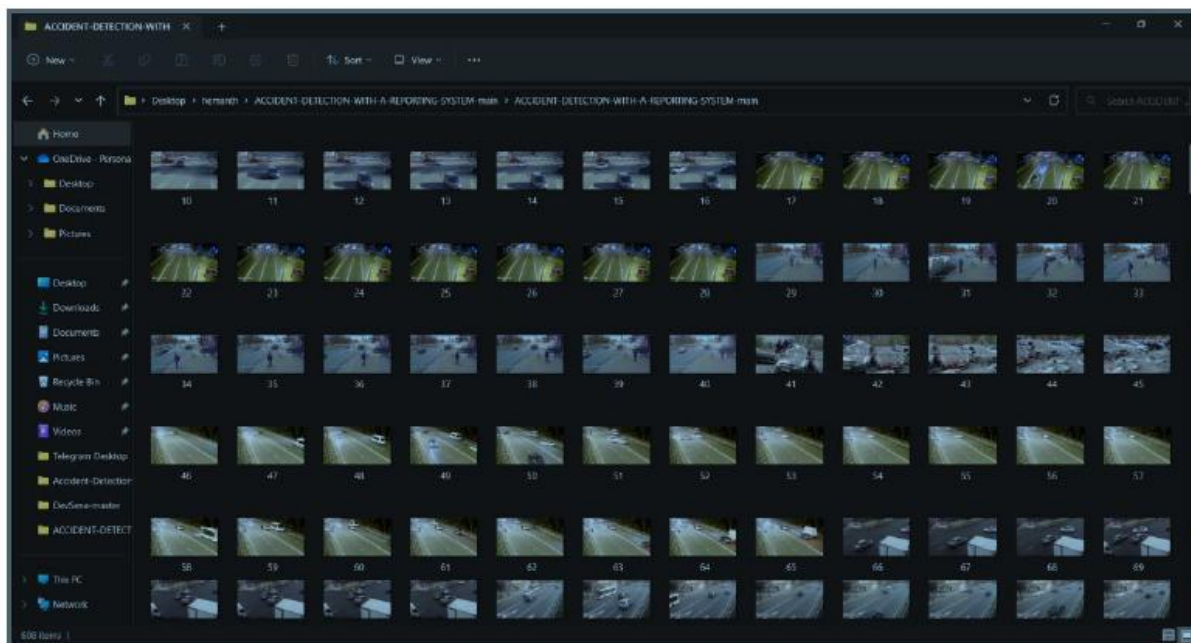 ACCIDENT-DETECTION-WITH
New
Sort
View
Desktop › hemanth › ACCIDENT-DETECTION-WITH-A-REPORTING-SYSTEM-main › ACCIDENT-DETECTION-WITH-A-REPORTING-SYSTEM-main
Search
Home
OneDrive - Persona
Desktop
Documents
Pictures
Desktop
Downloads
Documents
Pictures
Recycle Bin
Music
Videos
Telegram Desktop
Accident-Detection
ACCIDENT-DETECT
This PC
Network
10 11 12 13 14 15 16 17 18 19 20 21
22 23 24 25 26 27 28 29 30 31 32 33
34 35 36 37 38 39 40 41 42 43 44 45
46 47 48 49 50 51 52 53 54 55 56 57
58 59 60 61 62 63 64 65 66 67 68 69
608 items